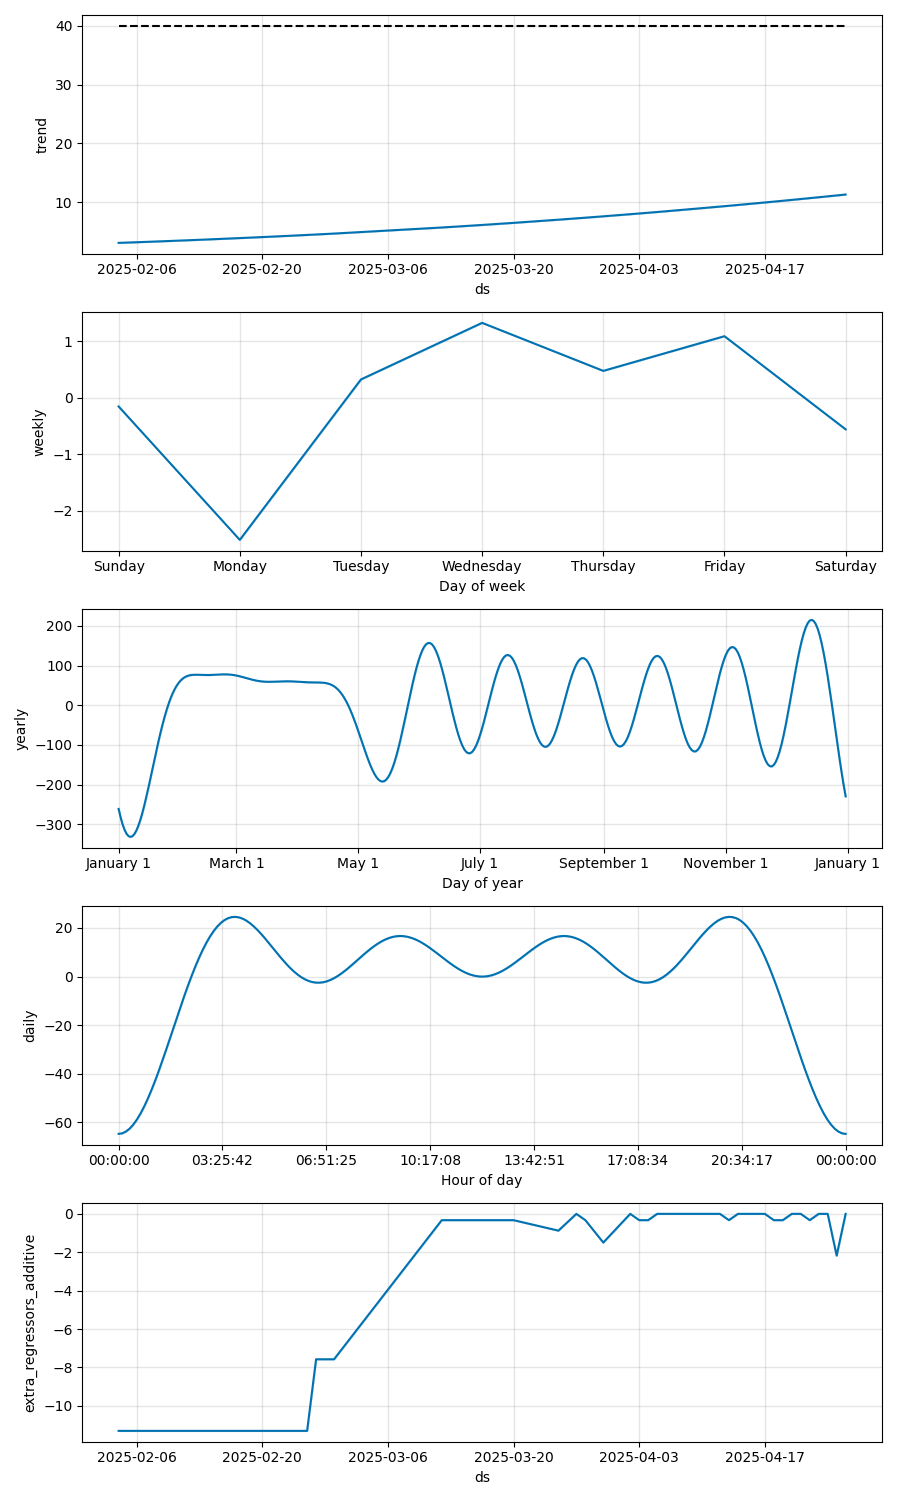 40
30
20
10
trend
2025-02-06 2025-02-20 2025-03-06 2025-03-20 2025-04-03 2025-04-17
ds
1
0
−1
−2
weekly
Sunday Monday Tuesday Wednesday Thursday Friday Saturday
Day of week
200
100
0
−100
−200
−300
yearly
January 1 March 1 May 1 July 1 September 1 November 1 January 1
Day of year
20
0
−20
−40
−60
daily
00:00:00 03:25:42 06:51:25 10:17:08 13:42:51 17:08:34 20:34:17 00:00:00
Hour of day
0
−2
−4
−6
−8
−10
extra_regressors_additive
2025-02-06 2025-02-20 2025-03-06 2025-03-20 2025-04-03 2025-04-17
ds